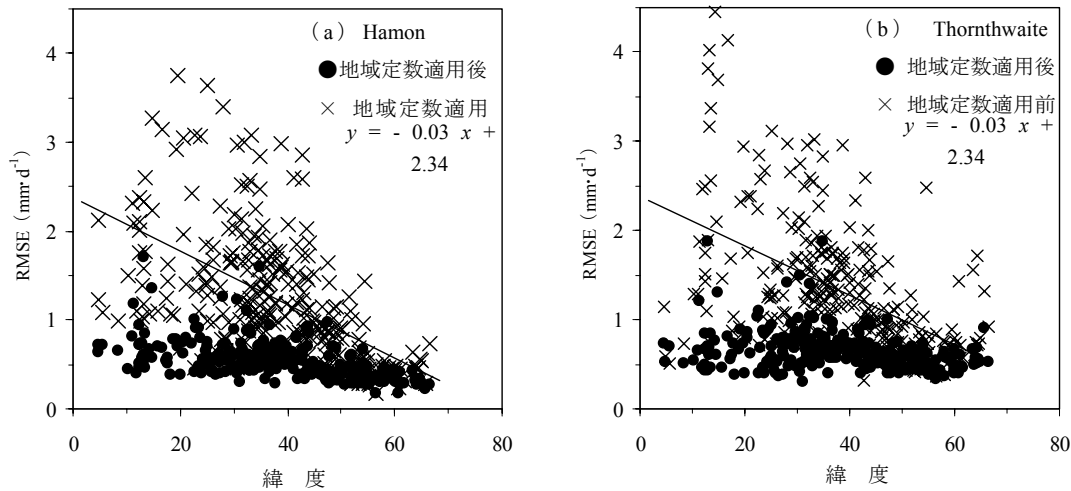 (a) Hamon
●地域定数適用後
× 地域定数適用
y = - 0.03 x +
2.34
RMSE (mm·d-1)
4
3
2
1
0
0 20 40 60 80
緯 度
(b) Thornthwaite
● 地域定数適用後
× 地域定数適用前
y = - 0.03 x +
2.34
RMSE (mm·d-1)
4
3
2
1
0
0 20 40 60 80
緯 度